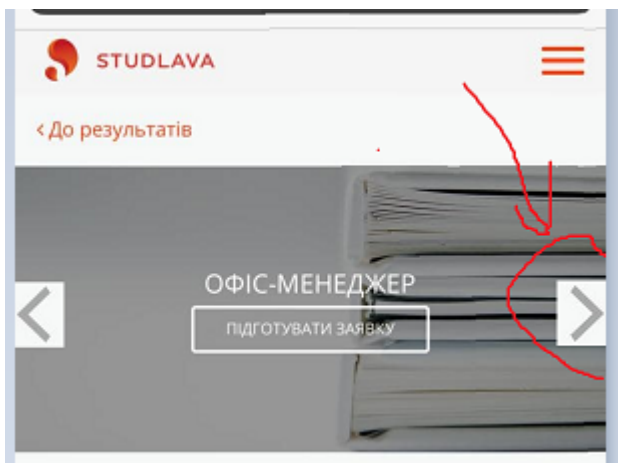 STUDLAVA
< До результатів
ОФІС-МЕНЕДЖЕР
ПІДГОТУВАТИ ЗАЯВКУ